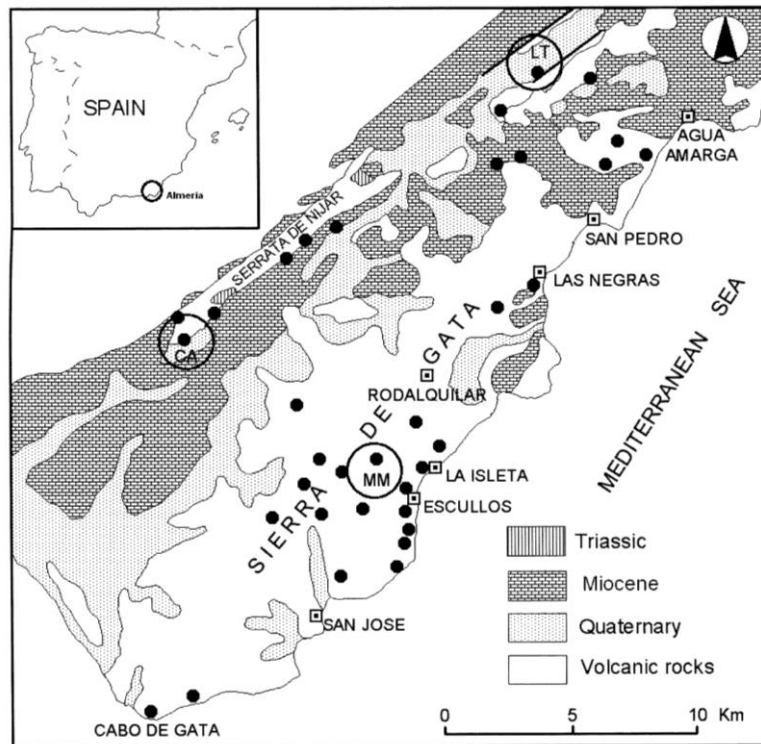 SPAIN
Almeria
LT
AGUA
AMARGA
SAN PEDRO
SERRATA DE NIJAR
LAS NEGRAS
CA
SIERRA DE GATA
RODALQUILAR
MEDITERRANEAN SEA
MM
LA ISLETA
ESCULLOS
SAN JOSE
CABO DE GATA
Triassic
Miocene
Quaternary
Volcanic rocks
0 5 10 Km